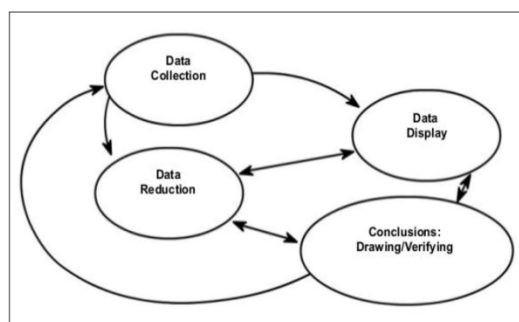 Data
Collection
Data
Display
Data
Reduction
Conclusions:
Drawing/Verifying